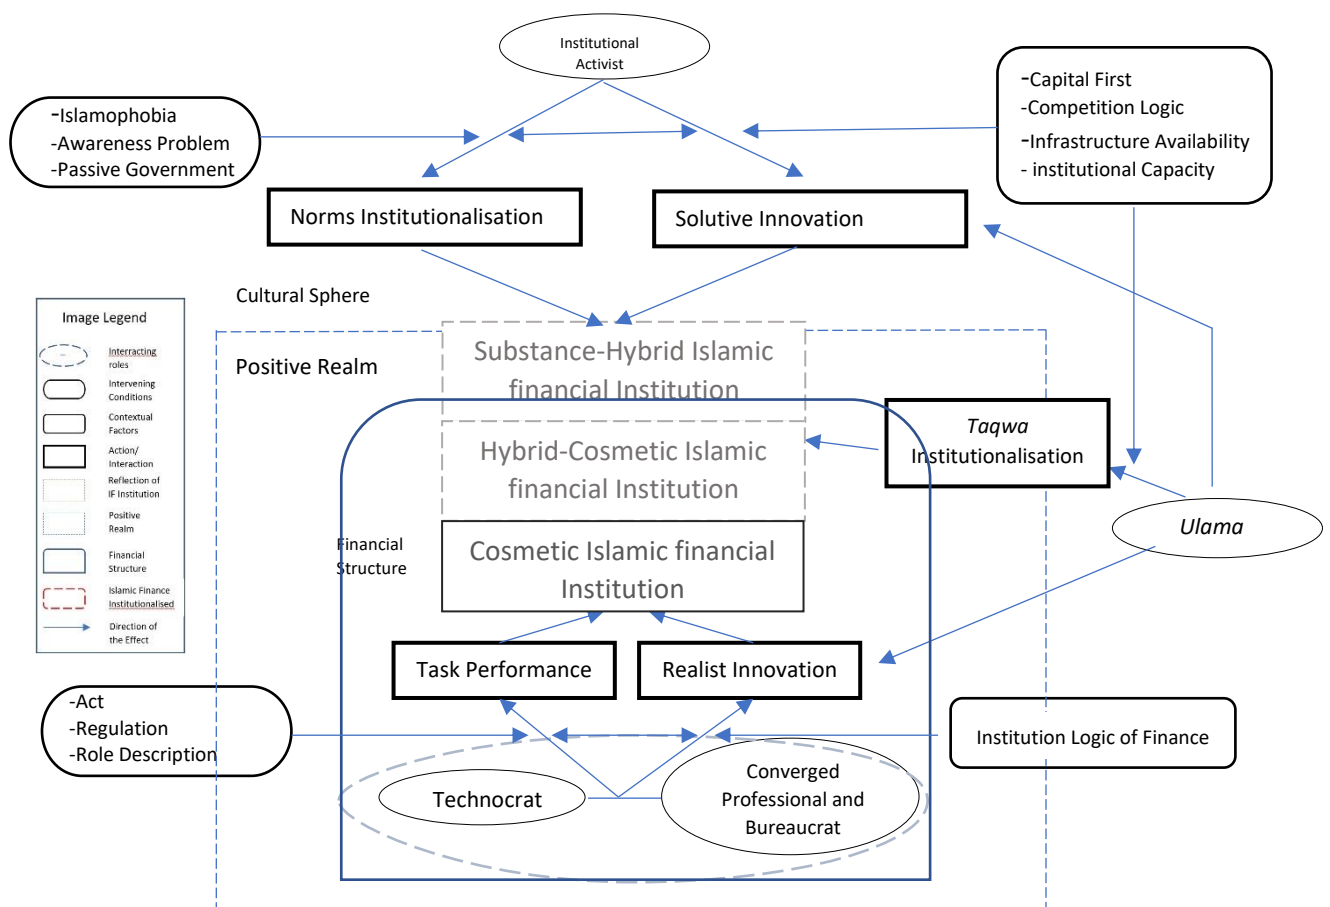 Institutional
Activist
-Capital First
-Competition Logic
-Infrastructure Availability
- institutional Capacity
-Islamophobia
-Awareness Problem
-Passive Government
Norms Institutionalisation
Solutive Innovation
Cultural Sphere
Positive Realm
Image Legend
Interracting
roles
Intervening
Conditions
Contextual
Factors
Action/
Interaction
Reflection of
IF Institution
Positive
Realm
Financial
Structure
Islamic Finance
Institutionalised
Direction of
the Effect
Substance-Hybrid Islamic
financial Institution
Hybrid-Cosmetic Islamic
financial Institution
Taqwa
Institutionalisation
Ulama
Financial
Structure
Cosmetic Islamic financial
Institution
Task Performance
Realist Innovation
-Act
-Regulation
-Role Description
Institution Logic of Finance
Technocrat
Converged
Professional and
Bureaucrat